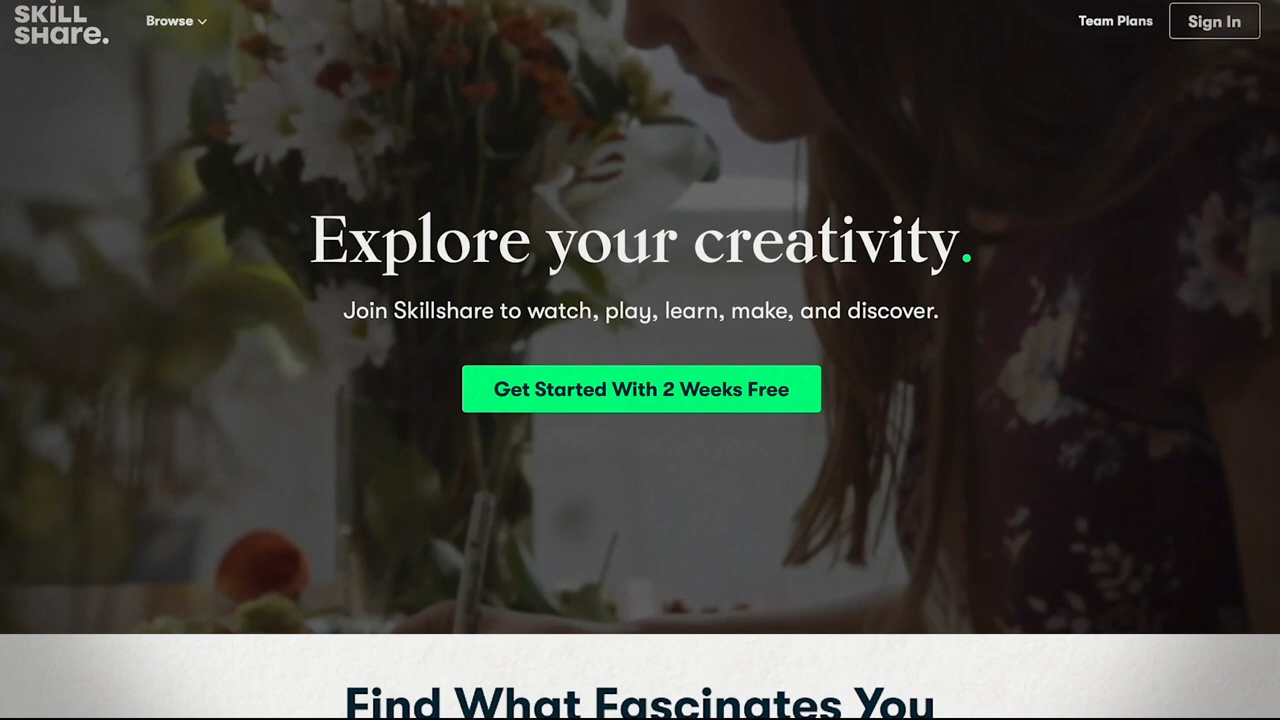 SKiLL
SHare.
Browse
Team Plans
Sign In
Explore your creativity.
Join Skillshare to watch, play, learn, make, and discover.
Get Started With 2 Weeks Free
Find What Fascinates You